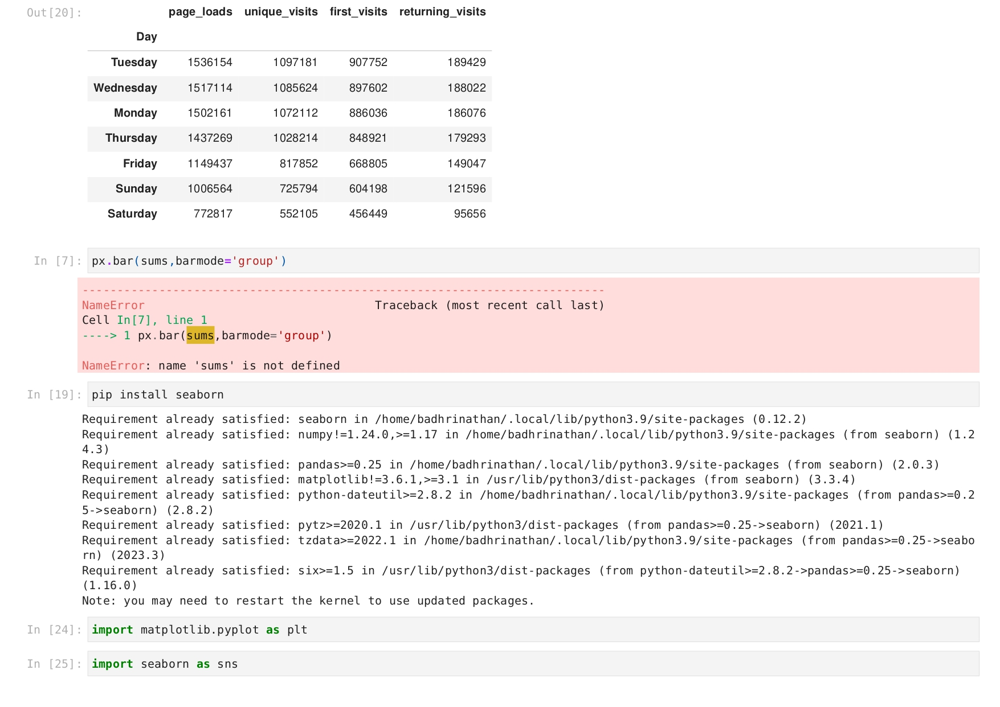 Out[20]: page_loads unique_visits first_visits returning_visits
Day
Tuesday 1536154 1097181 907752 189429
Wednesday 1517114 1085624 897602 188022
Monday 1502161 1072112 886036 186076
Thursday 1437269 1028214 848921 179293
Friday 1149437 817852 668805 149047
Sunday 1006564 725794 604198 121596
Saturday 772817 552105 456449 95656
In [7]: px.bar(sums,barmode='group')
---------------------------------------------------------------------------
NameError                                 Traceback (most recent call last)
Cell In[7], line 1
----> 1 px.bar(sums,barmode='group')
NameError: name 'sums' is not defined
In [19]: pip install seaborn
Requirement already satisfied: seaborn in /home/badhrinathan/.local/lib/python3.9/site-packages (0.12.2)
Requirement already satisfied: numpy!=1.24.0,>=1.17 in /home/badhrinathan/.local/lib/python3.9/site-packages (from seaborn) (1.2
4.3)
Requirement already satisfied: pandas>=0.25 in /home/badhrinathan/.local/lib/python3.9/site-packages (from seaborn) (2.0.3)
Requirement already satisfied: matplotlib!=3.6.1,>=3.1 in /usr/lib/python3/dist-packages (from seaborn) (3.3.4)
Requirement already satisfied: python-dateutil>=2.8.2 in /home/badhrinathan/.local/lib/python3.9/site-packages (from pandas>=0.2
5->seaborn) (2.8.2)
Requirement already satisfied: pytz>=2020.1 in /usr/lib/python3/dist-packages (from pandas>=0.25->seaborn) (2021.1)
Requirement already satisfied: tzdata>=2022.1 in /home/badhrinathan/.local/lib/python3.9/site-packages (from pandas>=0.25->seabo
rn) (2023.3)
Requirement already satisfied: six>=1.5 in /usr/lib/python3/dist-packages (from python-dateutil>=2.8.2->pandas>=0.25->seaborn)
(1.16.0)
Note: you may need to restart the kernel to use updated packages.
In [24]: import matplotlib.pyplot as plt
In [25]: import seaborn as sns